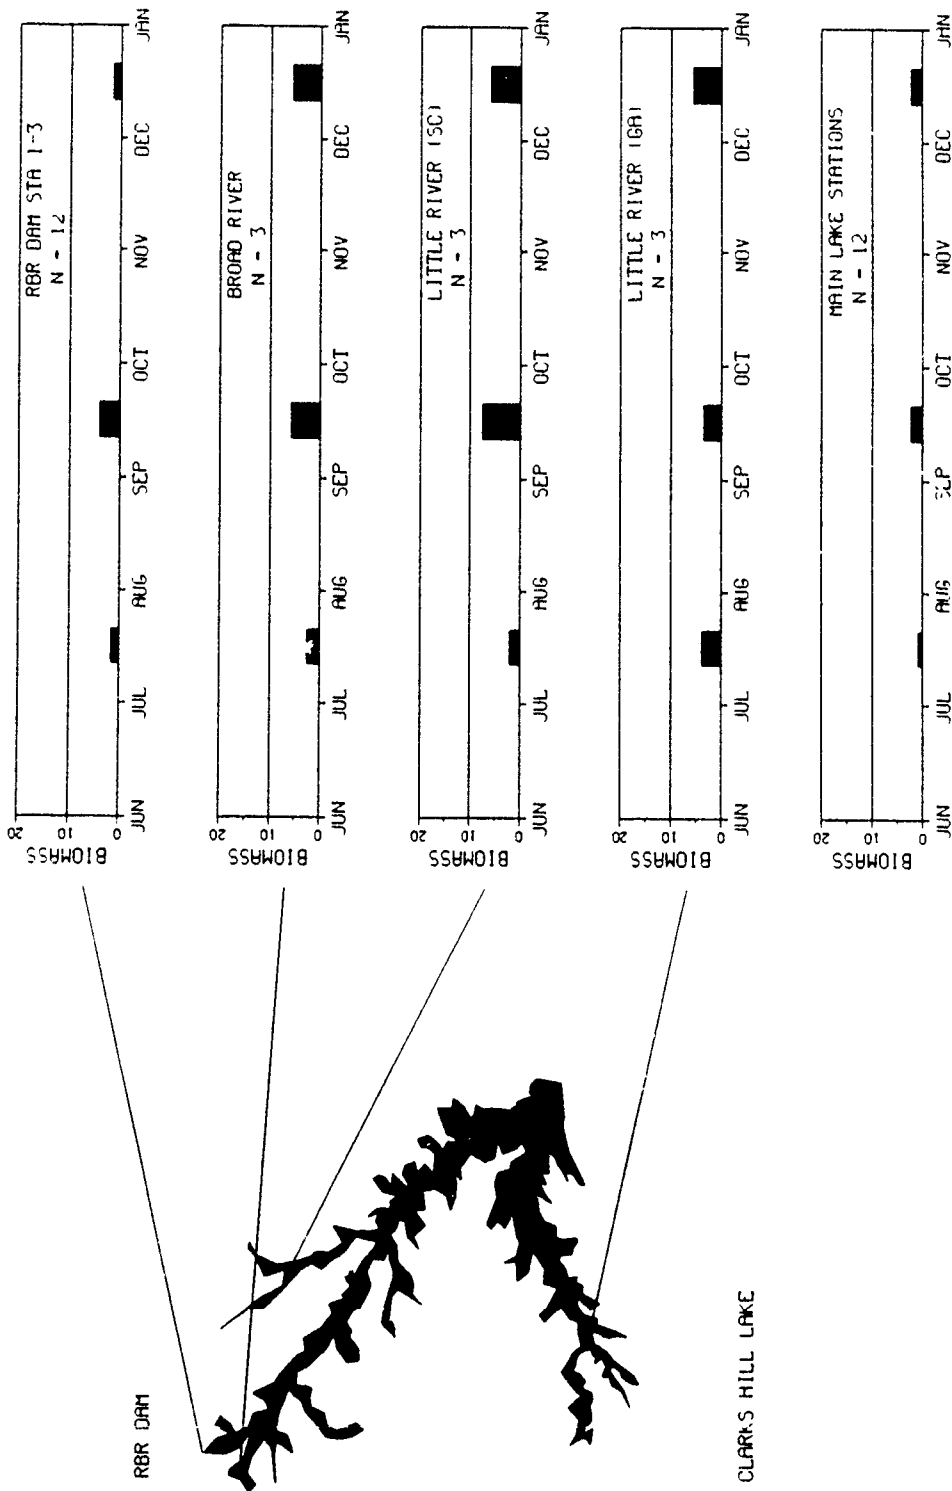 RBR DAM
CLARKS HILL LAKE
RBR DAM STA 1-3
N - 12
BIOMASS
20
10
0
JUN JUL AUG SEP OCT NOV DEC JAN
BROAD RIVER
N - 3
BIOMASS
20
10
0
JUN JUL AUG SEP OCT NOV DEC JAN
LITTLE RIVER (SC)
N - 3
BIOMASS
20
10
0
JUN JUL AUG SEP OCT NOV DEC JAN
LITTLE RIVER (GA)
N - 3
BIOMASS
20
10
0
JUN JUL AUG SEP OCT NOV DEC JAN
MAIN LAKE STATIONS
N - 12
BIOMASS
20
10
0
JUN JUL AUG SEP OCT NOV DEC JAN